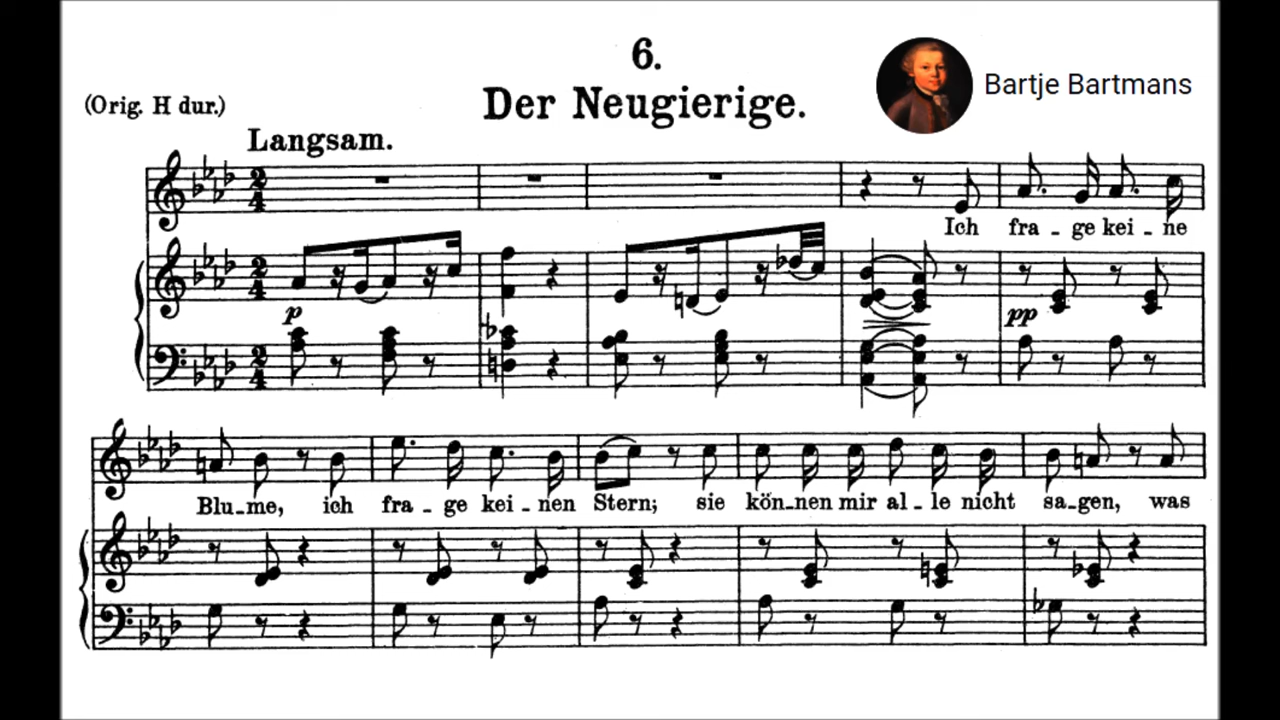 6.
Bartje Bartmans
(Orig. H dur.)
Der Neugierige.
Langsam.
Ich fra - ge kei - ne
p
pp
Blu - me, ich fra - ge kei - nen Stern; sie kön - nen mir al - le nicht sa - gen, was